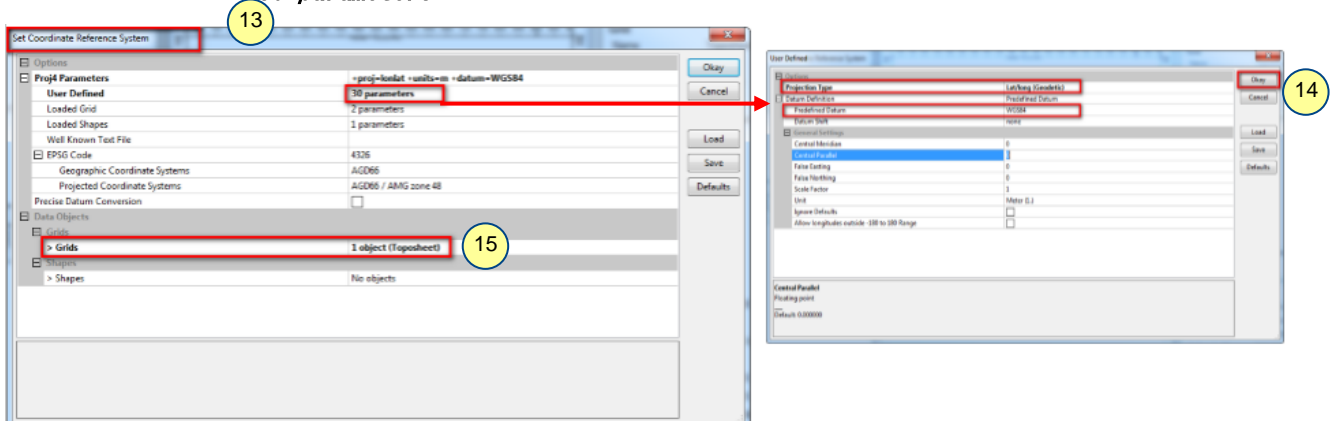 13
Set Coordinate Reference System
Options
Proj4 Parameters +proj=lonlat +units=m +datum=WGS84
User Defined 30 parameters
Loaded Grid 2 parameters
Loaded Shapes 1 parameters
Well Known Text File
EPSG Code 4326
Geographic Coordinate Systems AGD66
Projected Coordinate Systems AGD66 / AMG zone 48
Precise Datum Conversion
Data Objects
Grids
> Grids 1 object (Toposheet)
Shapes
> Shapes No objects
Okay
Cancel
Load
Save
Defaults
15
User Defined
Options
Projection Type Lat/long (Geodetic)
Datum Definition Predefined Datum
Predefined Datum WGS84
Datum Shift none
General Settings
Central Meridian 0
Central Parallel
False Easting 0
False Northing 0
Scale Factor 1
Unit Meter (1.)
Ignore Defaults
Allow longitudes outside -180 to 180 Range
Central Parallel
Floating point
Default: 0.000000
Okay
Cancel
Load
Save
Defaults
14